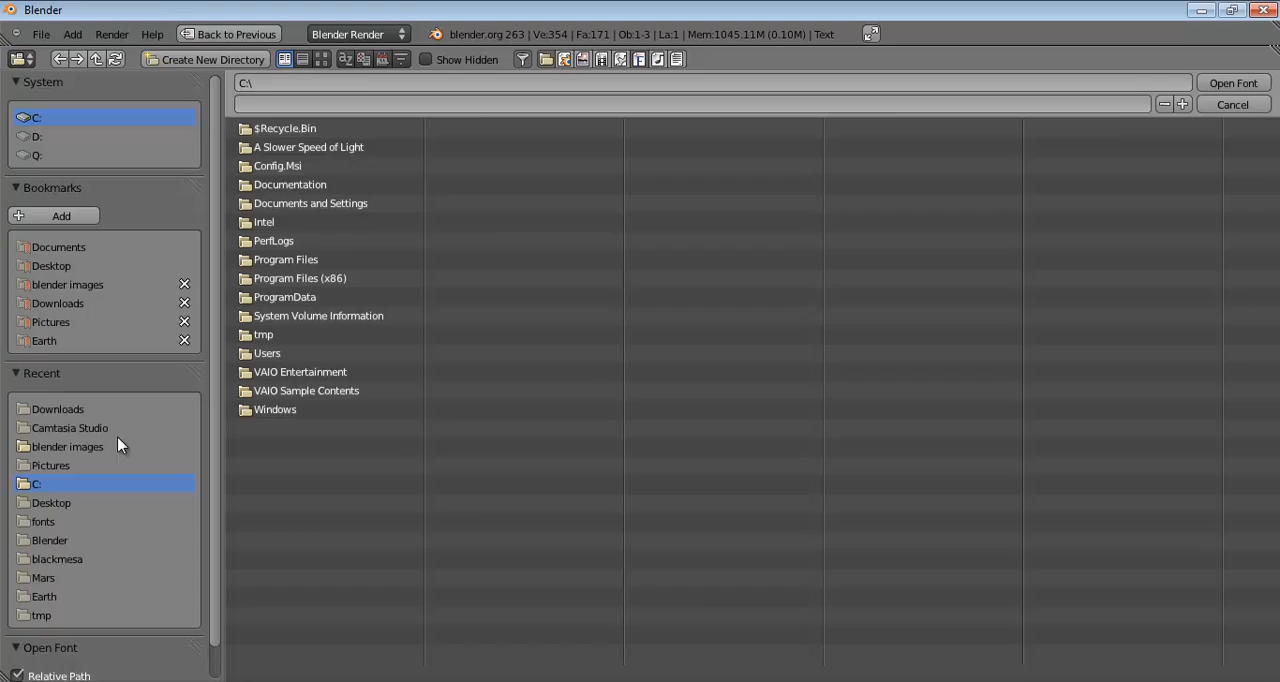 Blender
File Add Render Help Back to Previous Blender Render blender.org 263 | Ve:354 | Fa:171 | Ob:1-3 | La:1 | Mem:1045.11M (0.10M) | Text
Create New Directory Show Hidden
System
C:
D:
Q:
Bookmarks
Add
Documents
Desktop
blender images
Downloads
Pictures
Earth
Recent
Downloads
Camtasia Studio
blender images
Pictures
C:
Desktop
fonts
Blender
blackmesa
Mars
Earth
tmp
Open Font
Relative Path
C:\ Open Font
Cancel
$Recycle.Bin
A Slower Speed of Light
Config.Msi
Documentation
Documents and Settings
Intel
PerfLogs
Program Files
Program Files (x86)
ProgramData
System Volume Information
tmp
Users
VAIO Entertainment
VAIO Sample Contents
Windows